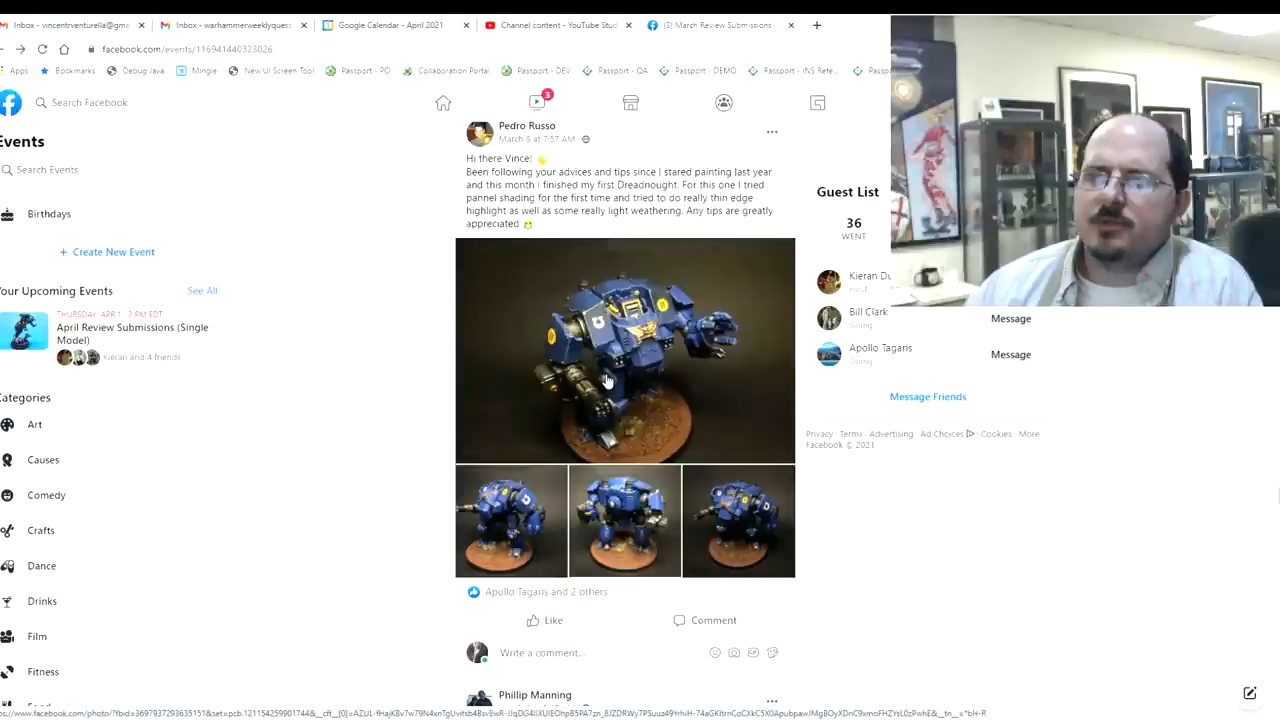 Inbox - vincentrventurella@gma
Inbox - warhammerweeklyques
Google Calendar - April 2021
Channel content - YouTube Stud
(3) March Review Submissions
facebook.com/events/116941440323026
Apps
Bookmarks
Debug Java
Mingle
New UI Screen Tool
Passport - PO
Collaboration Portal
Passport - DEV
Passport - QA
Passport - DEMO
Passport - INS Rele...
Search Facebook
3
Events
Search Events
Birthdays
+ Create New Event
Your Upcoming Events
See All
THURSDAY, APR 1, 2 PM EDT
April Review Submissions (Single
Model)
Kieran and 4 friends
Categories
Art
Causes
Comedy
Crafts
Dance
Drinks
Film
Fitness
Pedro Russo
March 8 at 7:57 AM
Hi there Vince!
Been following your advices and tips since I stared painting last year
and this month I finished my first Dreadnought. For this one I tried
pannel shading for the first time and tried to do really thin edge
highlight as well as some really light weathering. Any tips are greatly
appreciated
Apollo Tagaris and 2 others
Like
Comment
Write a comment...
Phillip Manning
Guest List
36
WENT
Kieran Du
Bill Clark
Going
Message
Apollo Tagaris
Going
Message
Message Friends
Privacy · Terms · Advertising · Ad Choices · Cookies · More
Facebook © 2021